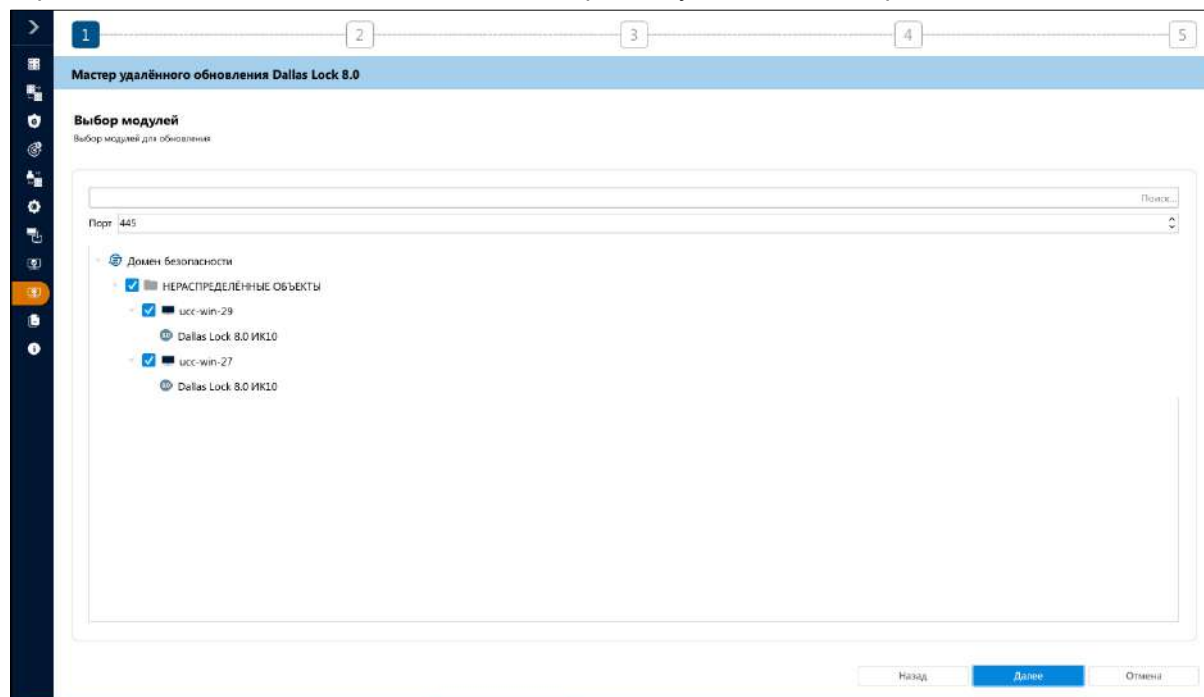 1 2 3 4 5
Мастер удалённого обновления Dallas Lock 8.0
Выбор модулей
Выбор модулей для обновления
Поиск...
Порт 445
Домен безопасности
НЕРАСПРЕДЕЛЁННЫЕ ОБЪЕКТЫ
ucc-win-29
Dallas Lock 8.0 ИК10
ucc-win-27
Dallas Lock 8.0 ИК10
Назад Далее Отмена